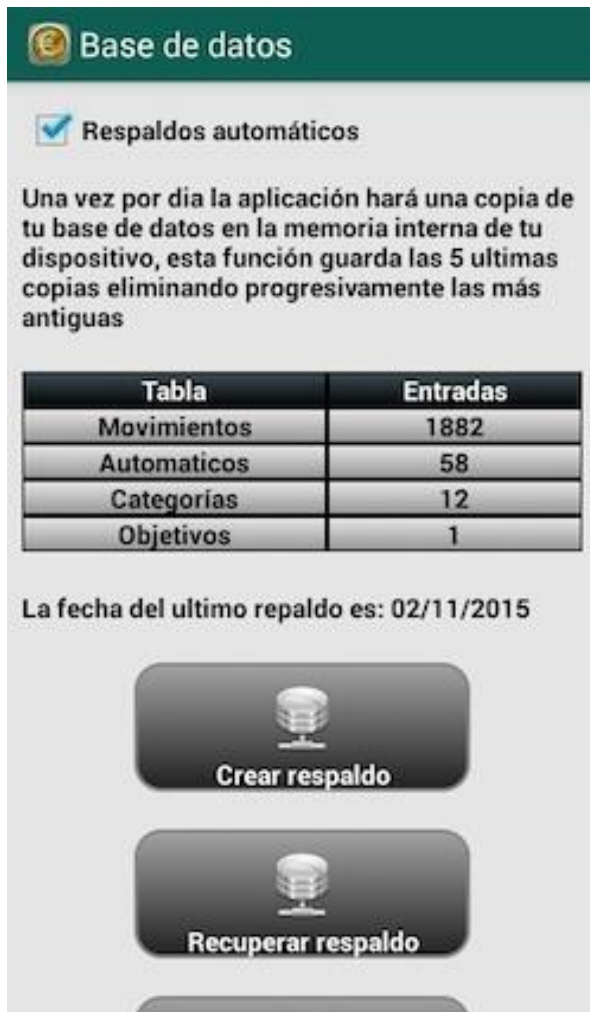 Base de datos
Respaldos automáticos
Una vez por dia la aplicación hará una copia de
tu base de datos en la memoria interna de tu
dispositivo, esta función guarda las 5 ultimas
copias eliminando progresivamente las más
antiguas
Tabla Entradas
Movimientos 1882
Automaticos 58
Categorías 12
Objetivos 1
La fecha del ultimo repaldo es: 02/11/2015
Crear respaldo
Recuperar respaldo